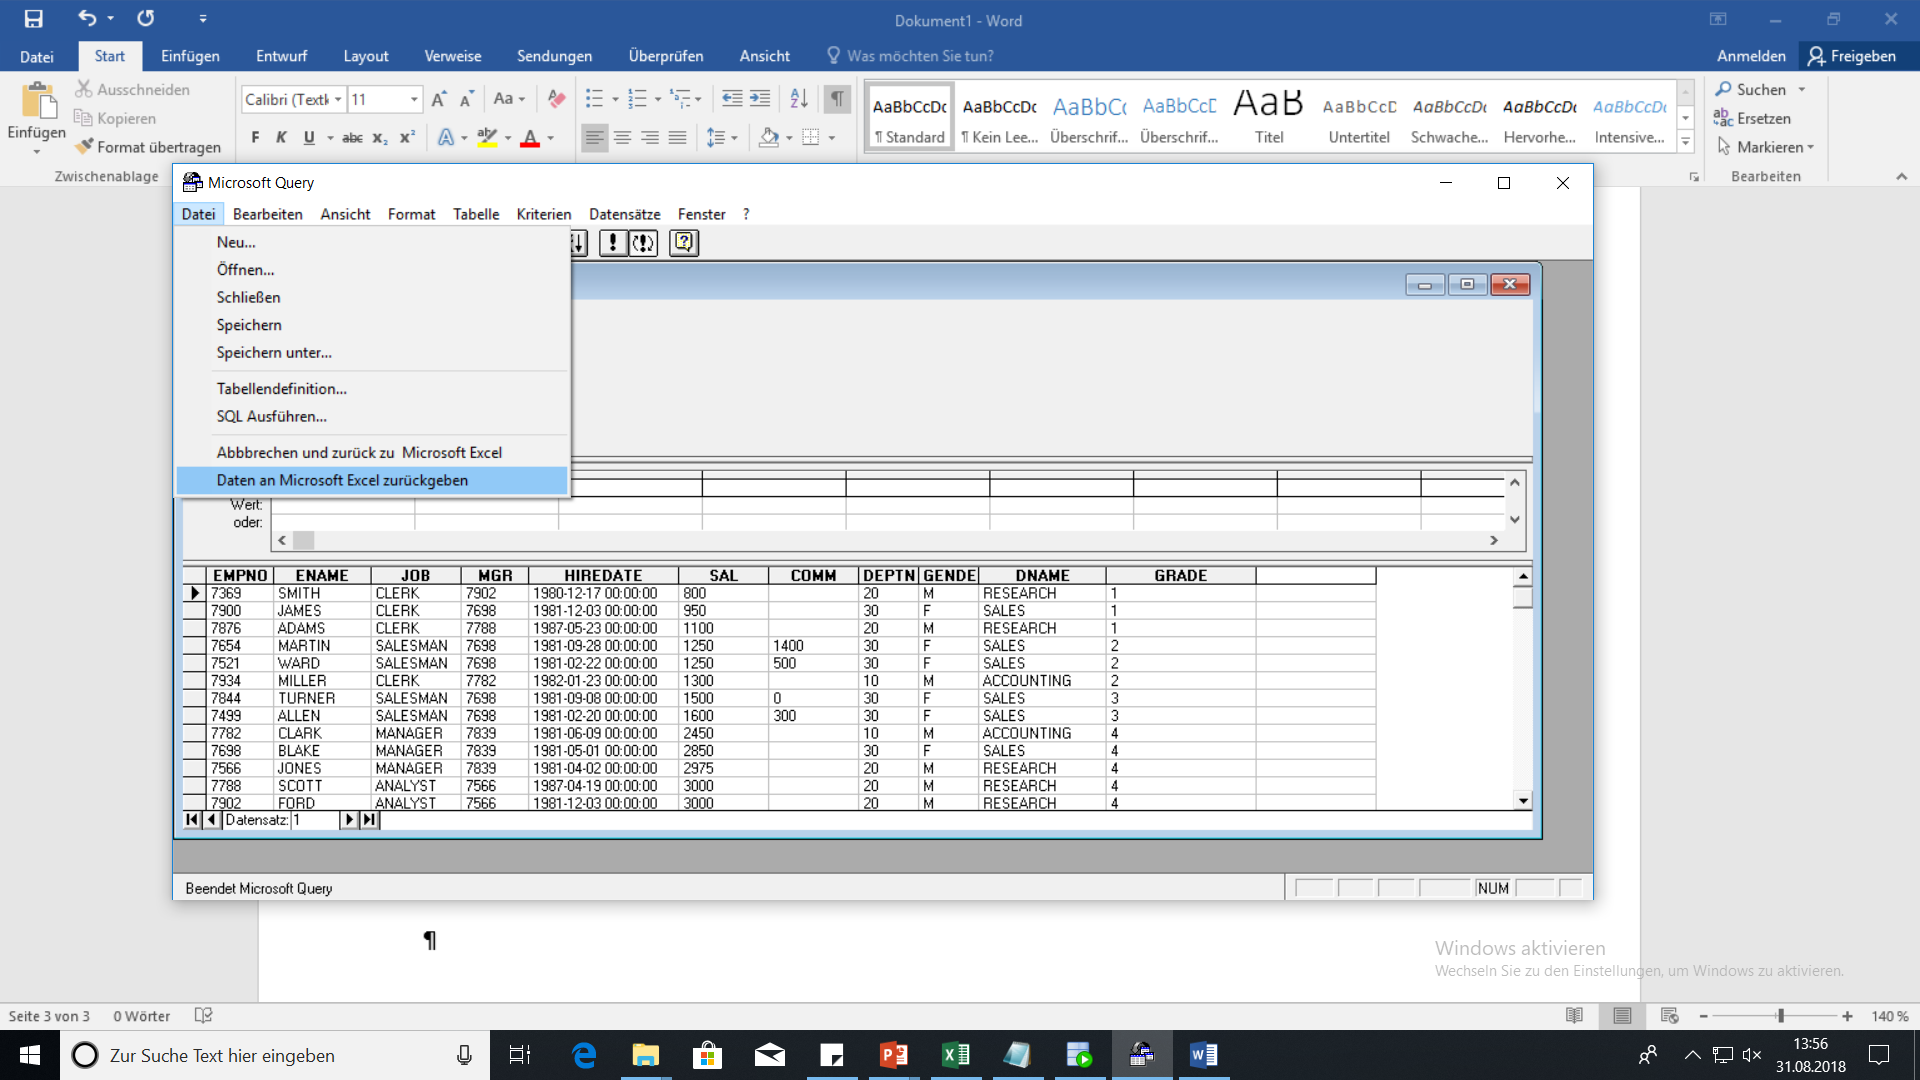 Dokument1 - Word
Datei Start Einfügen Entwurf Layout Verweise Sendungen Überprüfen Ansicht Was möchten Sie tun? Anmelden Freigeben
Einfügen
Ausschneiden
Kopieren
Format übertragen
Zwischenablage
Calibri (Textk 11 Aa
F K U abc x₂ x² A aby A
AaBbCcDc AaBbCcDc AaBbC( AaBbCcE AaB AaBbCcD AaBbCcDt AaBbCcDt AaBbCcDt
¶ Standard ¶ Kein Lee... Überschrif... Überschrif... Titel Untertitel Schwache... Hervorhe... Intensive...
Suchen
Ersetzen
Markieren
Bearbeiten
Microsoft Query
Datei Bearbeiten Ansicht Format Tabelle Kriterien Datensätze Fenster ?
Neu...
Öffnen...
Schließen
Speichern
Speichern unter...
Tabellendefinition...
SQL Ausführen...
Abbbrechen und zurück zu Microsoft Excel
Daten an Microsoft Excel zurückgeben
Wert:
oder:
EMPNO ENAME JOB MGR HIREDATE SAL COMM DEPTN GENDE DNAME GRADE
7369 SMITH CLERK 7902 1980-12-17 00:00:00 800 20 M RESEARCH 1
7900 JAMES CLERK 7698 1981-12-03 00:00:00 950 30 F SALES 1
7876 ADAMS CLERK 7788 1987-05-23 00:00:00 1100 20 M RESEARCH 1
7654 MARTIN SALESMAN 7698 1981-09-28 00:00:00 1250 1400 30 F SALES 2
7521 WARD SALESMAN 7698 1981-02-22 00:00:00 1250 500 30 F SALES 2
7934 MILLER CLERK 7782 1982-01-23 00:00:00 1300 10 M ACCOUNTING 2
7844 TURNER SALESMAN 7698 1981-09-08 00:00:00 1500 0 30 F SALES 3
7499 ALLEN SALESMAN 7698 1981-02-20 00:00:00 1600 300 30 F SALES 3
7782 CLARK MANAGER 7839 1981-06-09 00:00:00 2450 10 M ACCOUNTING 4
7698 BLAKE MANAGER 7839 1981-05-01 00:00:00 2850 30 F SALES 4
7566 JONES MANAGER 7839 1981-04-02 00:00:00 2975 20 M RESEARCH 4
7788 SCOTT ANALYST 7566 1987-04-19 00:00:00 3000 20 M RESEARCH 4
7902 FORD ANALYST 7566 1981-12-03 00:00:00 3000 20 M RESEARCH 4
Datensatz: 1
Beendet Microsoft Query NUM
¶
Windows aktivieren
Wechseln Sie zu den Einstellungen, um Windows zu aktivieren.
Seite 3 von 3 0 Wörter 140 %
Zur Suche Text hier eingeben
13:56
31.08.2018